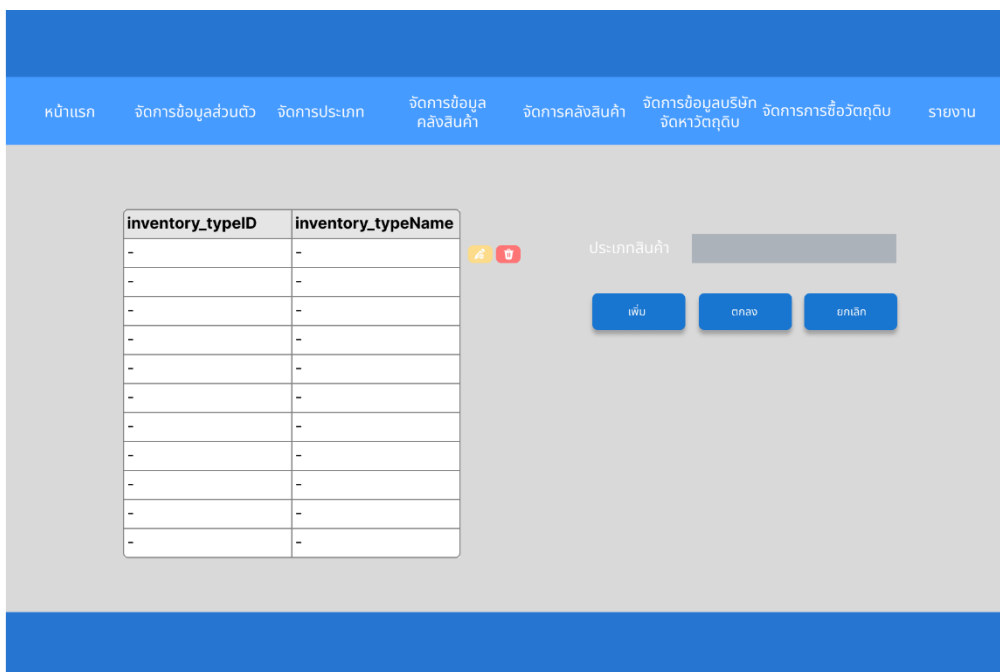 หน้าแรก
จัดการข้อมูลส่วนตัว
จัดการประเภท
จัดการข้อมูล
คลังสินค้า
จัดการคลังสินค้า
จัดการข้อมูลบริษัท
จัดหาวัตถุดิบ
จัดการการซื้อวัตถุดิบ
รายงาน
inventory_typeID inventory_typeName
- -
- -
- -
- -
- -
- -
- -
- -
- -
- -
- -
ประเภทสินค้า
เพิ่ม
ตกลง
ยกเลิก